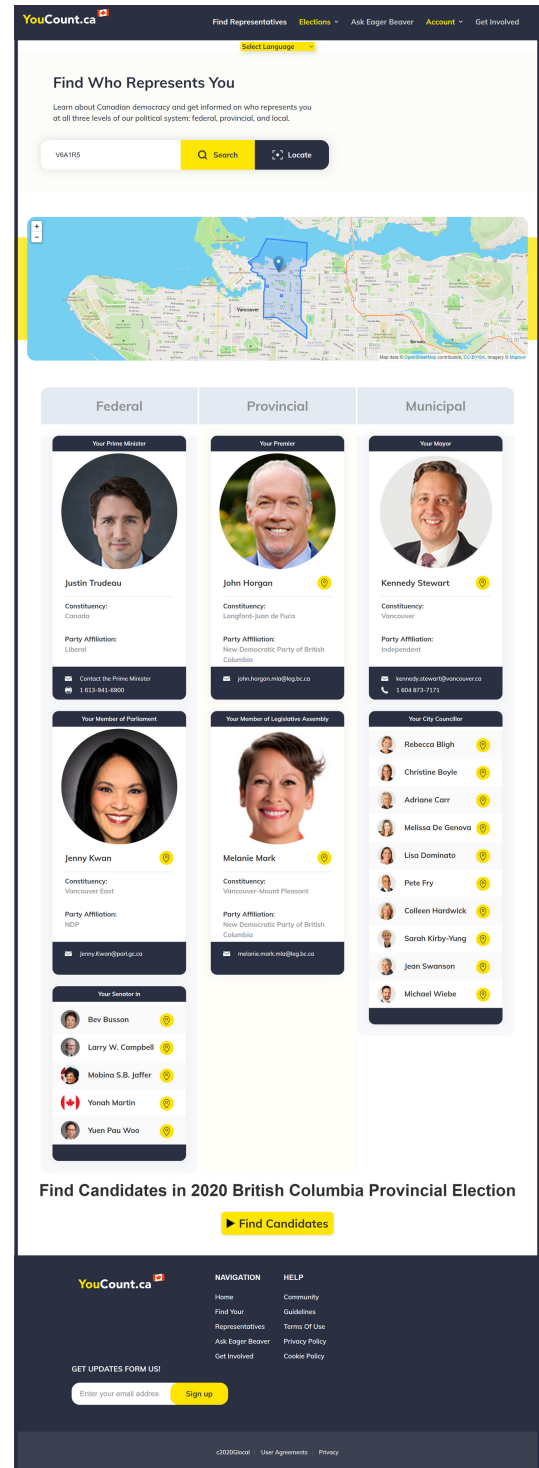 YouCount.ca
Find Representatives
Elections
Ask Eager Beaver
Account
Get Involved
Select Language
Find Who Represents You
Learn about Canadian democracy and get informed on who represents you
at all three levels of our political system: federal, provincial, and local.
V6A1R5
Search
Locate
+
-
Vancouver
Burnaby
Map data © OpenStreetMap contributors, CC-BY-SA, Imagery © Mapbox
Federal
Provincial
Municipal
Your Prime Minister
Justin Trudeau
Constituency:
Canada
Party Affiliation:
Liberal
Contact the Prime Minister
1 613-941-6900
Your Premier
John Horgan
Constituency:
Langford-Juan de Fuca
Party Affiliation:
New Democratic Party of British
Columbia
john.horgan.mla@leg.bc.ca
Your Mayor
Kennedy Stewart
Constituency:
Vancouver
Party Affiliation:
Independent
kennedy.stewart@vancouver.ca
1 604 873-7171
Your Member of Parliament
Jenny Kwan
Constituency:
Vancouver East
Party Affiliation:
NDP
Jenny.Kwan@parl.gc.ca
Your Member of Legislative Assembly
Melanie Mark
Constituency:
Vancouver-Mount Pleasant
Party Affiliation:
New Democratic Party of British
Columbia
melanie.mark.mla@leg.bc.ca
Your City Councillor
Rebecca Bligh
Christine Boyle
Adriane Carr
Melissa De Genova
Lisa Dominato
Pete Fry
Colleen Hardwick
Sarah Kirby-Yung
Jean Swanson
Michael Wiebe
Your Senator in
Bev Busson
Larry W. Campbell
Mobina S.B. Jaffer
Yonah Martin
Yuen Pau Woo
Find Candidates in 2020 British Columbia Provincial Election
Find Candidates
YouCount.ca
NAVIGATION
Home
Find Your
Representatives
Ask Eager Beaver
Get Involved
HELP
Community
Guidelines
Terms Of Use
Privacy Policy
Cookie Policy
GET UPDATES FORM US!
Enter your email addres
Sign up
c2020Glocal
User Agreements
Privacy